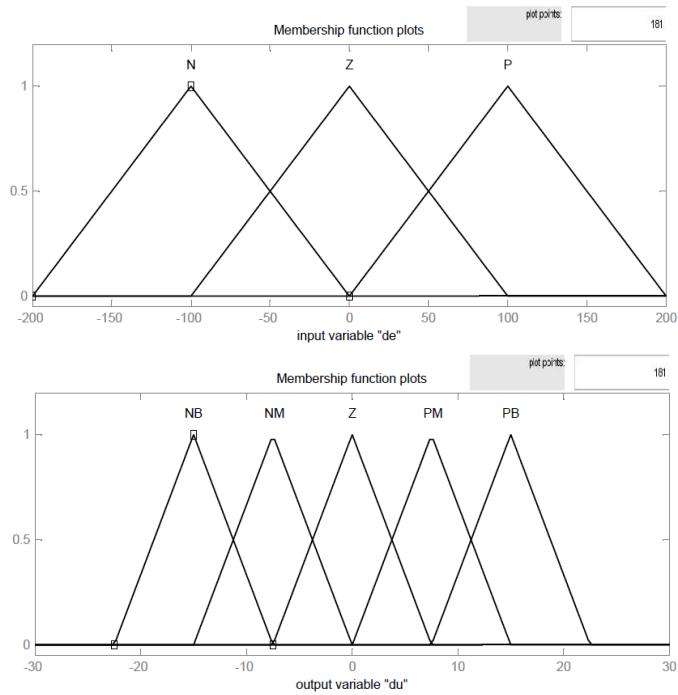 plot points:
181
Membership function plots
N Z P
1
0.5
0
-200 -150 -100 -50 0 50 100 150 200
input variable "de"
plot points:
181
Membership function plots
NB NM Z PM PB
1
0.5
0
-30 -20 -10 0 10 20 30
output variable "du"